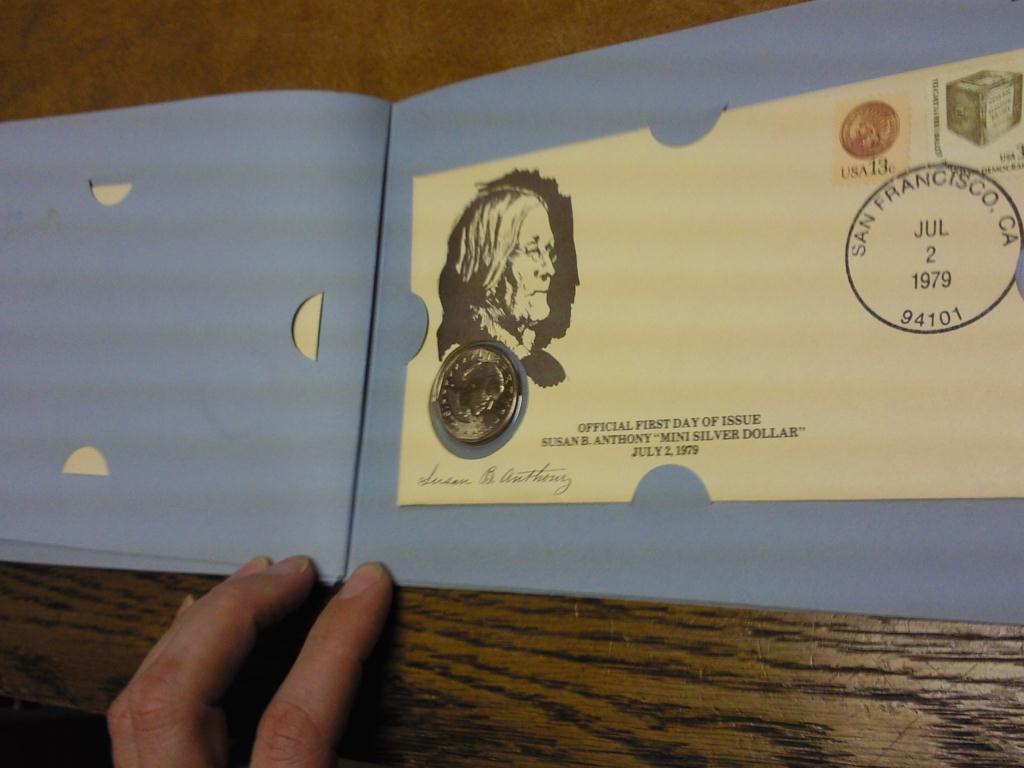 USA 13c
SAN FRANCISCO, CA
JUL
2
1979
94101
OFFICIAL FIRST DAY OF ISSUE
SUSAN B. ANTHONY "MINI SILVER DOLLAR"
JULY 2, 1979
Susan B. Anthony